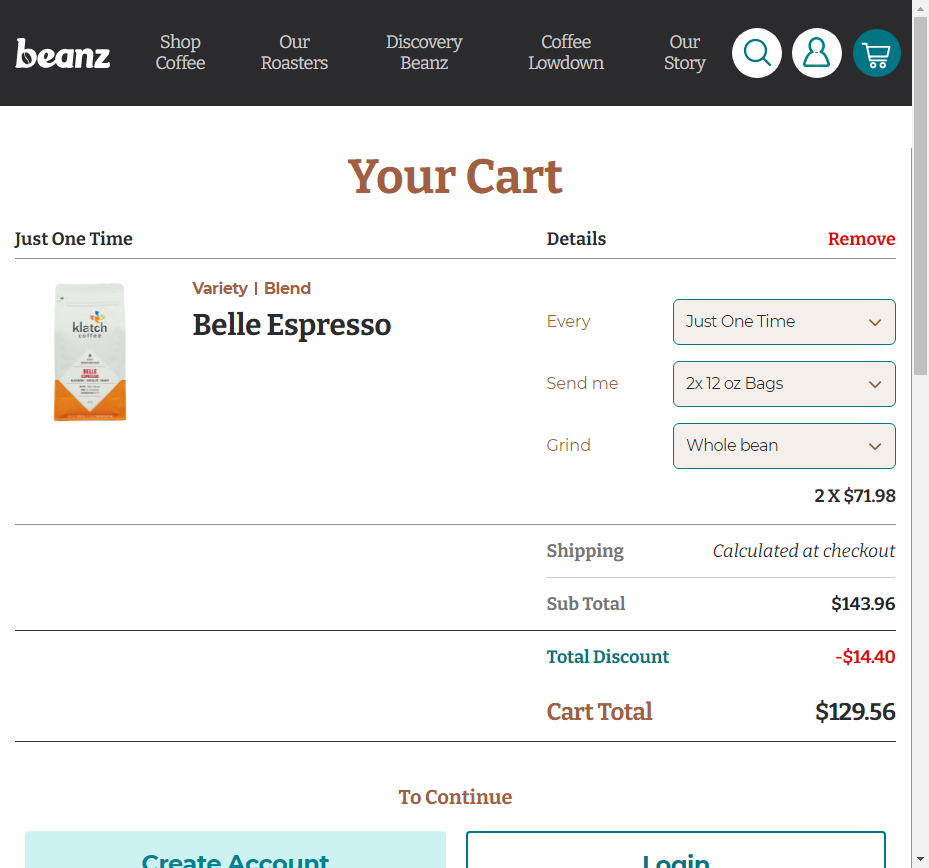 beanz
Shop Coffee
Our Roasters
Discovery Beanz
Coffee Lowdown
Our Story
Your Cart
Just One Time
Details
Remove
klatch
coffee
BELLE
ESPRESSO
Variety | Blend
Belle Espresso
Every
Just One Time
Send me
2x 12 oz Bags
Grind
Whole bean
2 X $71.98
Shipping
Calculated at checkout
Sub Total
$143.96
Total Discount
-$14.40
Cart Total
$129.56
To Continue
Create Account
Login